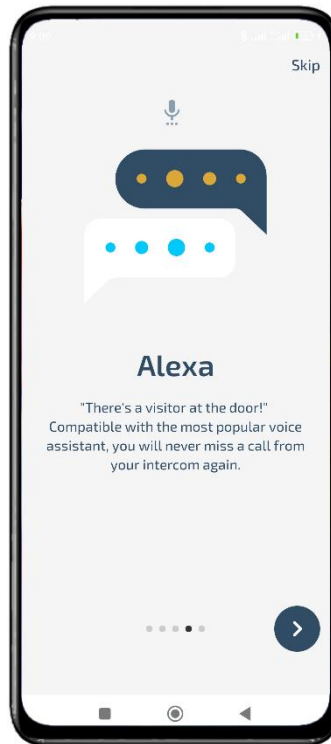 Skip
Alexa
"There's a visitor at the door!"
Compatible with the most popular voice
assistant, you will never miss a call from
your intercom again.